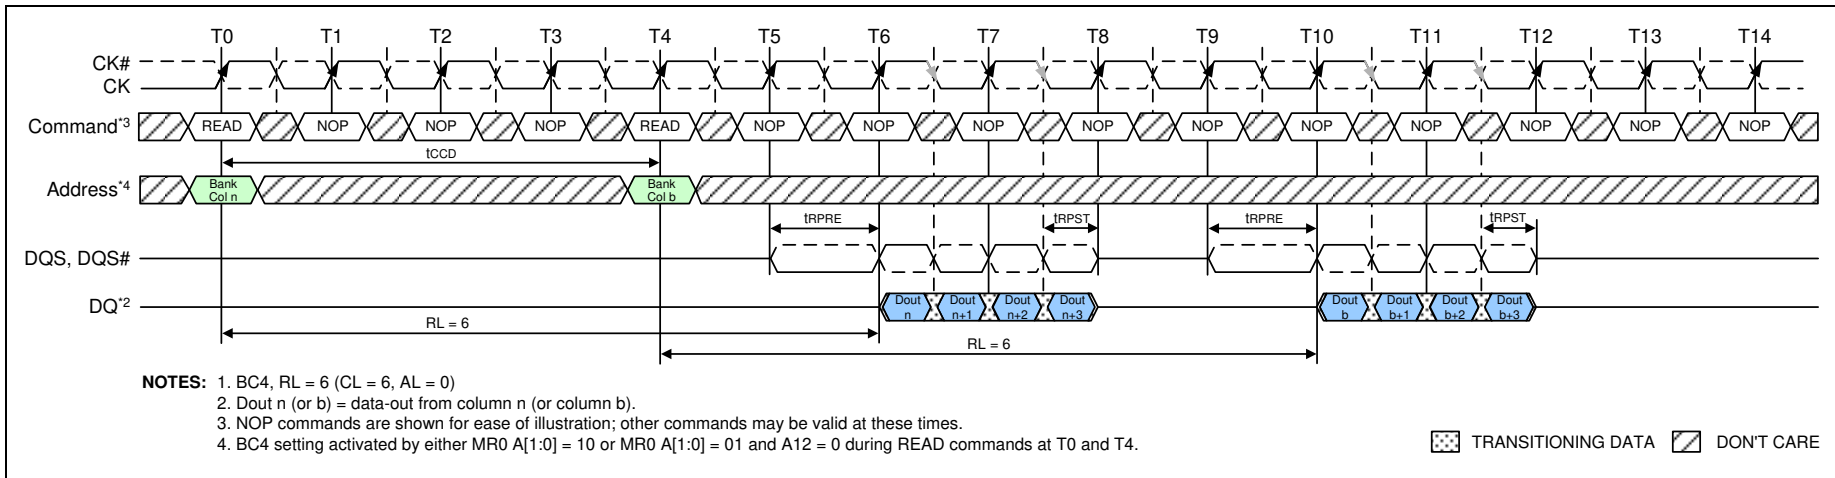 T0 T1 T2 T3 T4 T5 T6 T7 T8 T9 T10 T11 T12 T13 T14
CK#
CK
Command*3 READ NOP NOP NOP READ NOP NOP NOP NOP NOP NOP NOP NOP NOP NOP
tCCD
Address*4 Bank Col n Bank Col b
tRPRE tRPST tRPRE tRPST
DQS, DQS#
DQ*2 Dout n Dout n+1 Dout n+2 Dout n+3 Dout b Dout b+1 Dout b+2 Dout b+3
RL = 6
RL = 6
NOTES: 1. BC4, RL = 6 (CL = 6, AL = 0)
2. Dout n (or b) = data-out from column n (or column b).
3. NOP commands are shown for ease of illustration; other commands may be valid at these times.
4. BC4 setting activated by either MR0 A[1:0] = 10 or MR0 A[1:0] = 01 and A12 = 0 during READ commands at T0 and T4.
TRANSITIONING DATA DON'T CARE